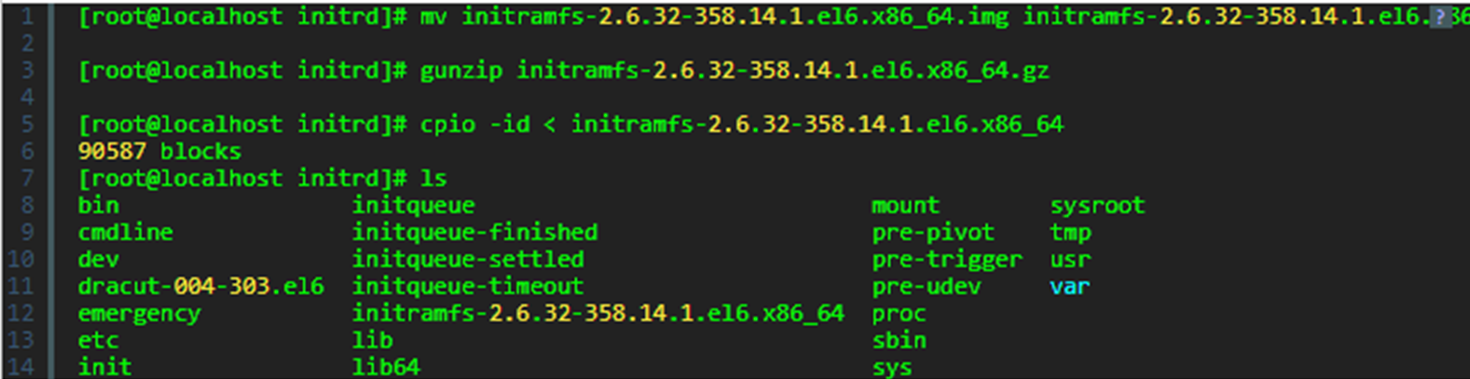 1 [root@localhost initrd]# mv initramfs-2.6.32-358.14.1.el6.x86_64.img initramfs-2.6.32-358.14.1.el6.
2
3 [root@localhost initrd]# gunzip initramfs-2.6.32-358.14.1.el6.x86_64.gz
4
5 [root@localhost initrd]# cpio -id < initramfs-2.6.32-358.14.1.el6.x86_64
6 90587 blocks
7 [root@localhost initrd]# ls
8 bin initqueue mount sysroot
9 cmdline initqueue-finished pre-pivot tmp
10 dev initqueue-settled pre-trigger usr
11 dracut-004-303.el6 initqueue-timeout pre-udev var
12 emergency initramfs-2.6.32-358.14.1.el6.x86_64 proc
13 etc lib sbin
14 init lib64 sys